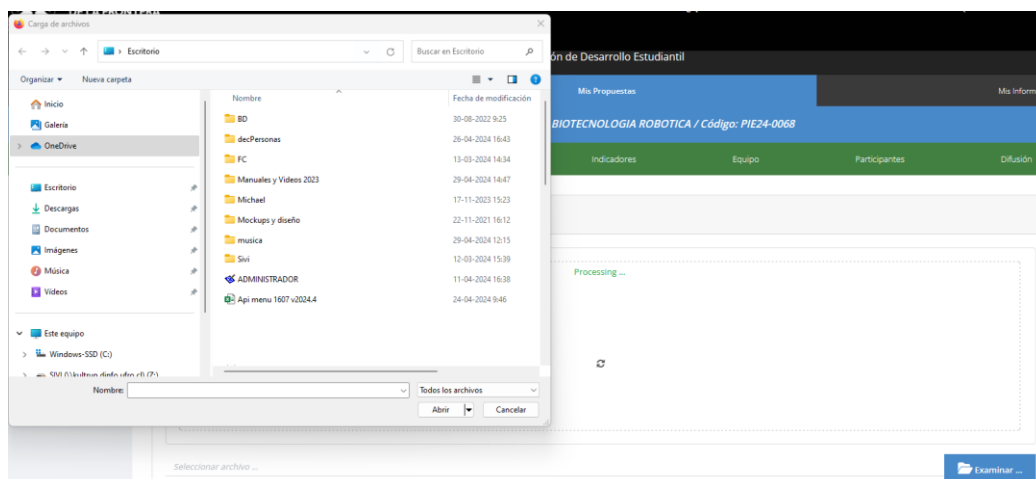 DE LA FRONTERA
Carga de archivos
Escritorio
Buscar en Escritorio
Organizar
Nueva carpeta
Inicio
Galería
OneDrive
Escritorio
Descargas
Documentos
Imágenes
Música
Vídeos
Este equipo
Windows-SSD (C:)
Nombre
Fecha de modificación
BD
30-08-2022 9:25
decPersonas
26-04-2024 16:43
FC
13-03-2024 14:34
Manuales y Videos 2023
29-04-2024 14:47
Michael
17-11-2023 15:23
Mockups y diseño
22-11-2021 16:12
musica
29-04-2024 12:15
Sivi
12-03-2024 15:39
ADMINISTRADOR
11-04-2024 16:38
Api menu 1607 v2024.4
24-04-2024 9:46
Nombre:
Todos los archivos
Abrir
Cancelar
ón de Desarrollo Estudiantil
Mis Propuestas
Mis Inform
BIOTECNOLOGIA ROBOTICA / Código: PIE24-0068
Indicadores
Equipo
Participantes
Difusión
Processing ...
Seleccionar archivo ...
Examinar ...